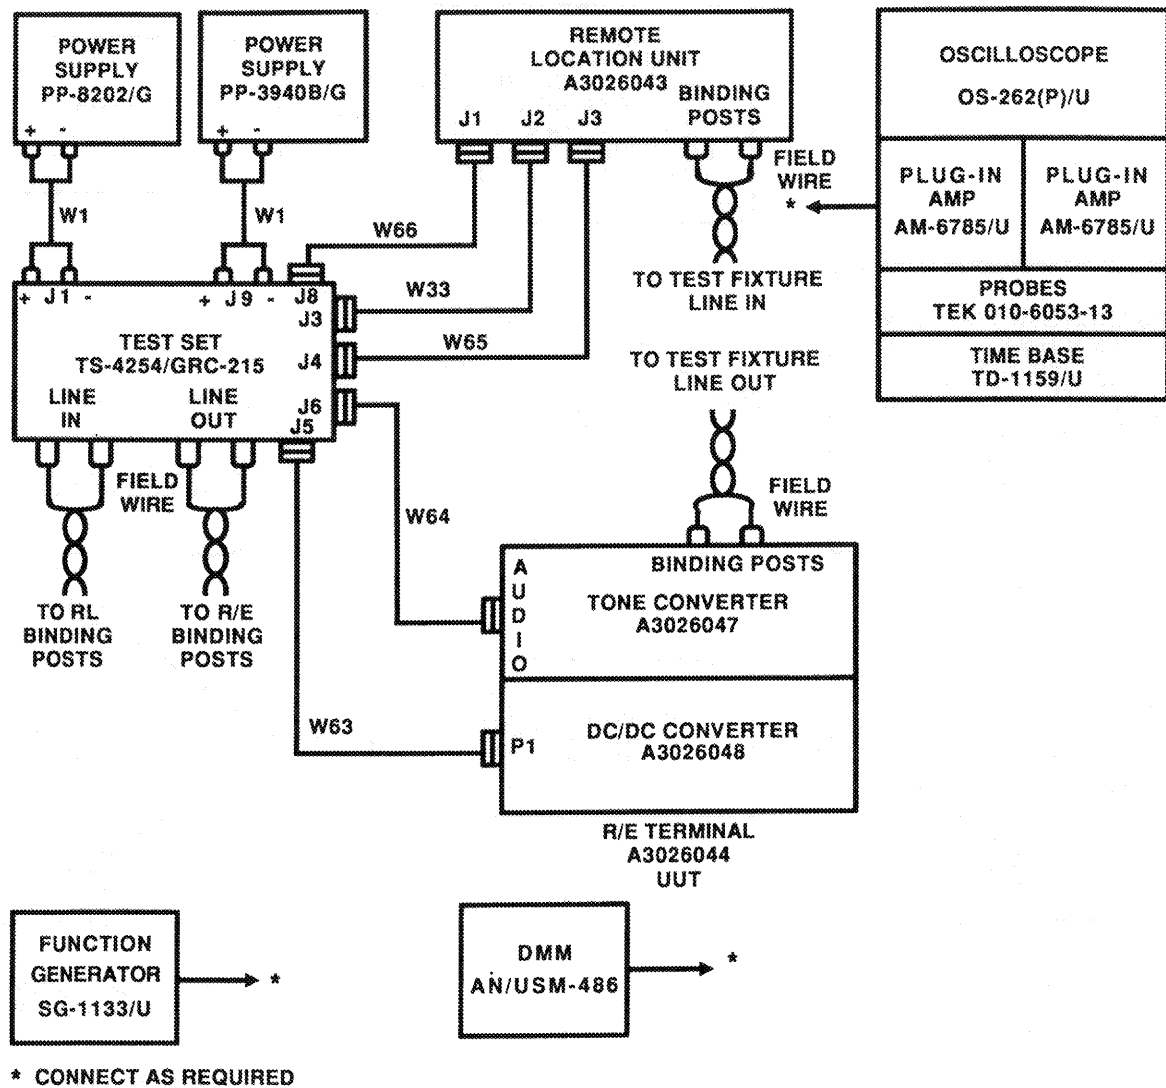 POWER
SUPPLY
PP-8202/G
+ -
POWER
SUPPLY
PP-3940B/G
+ -
REMOTE
LOCATION UNIT
A3026043
BINDING
POSTS
J1 J2 J3
OSCILLOSCOPE
OS-262(P)/U
PLUG-IN
AMP
AM-6785/U
PLUG-IN
AMP
AM-6785/U
PROBES
TEK 010-6053-13
TIME BASE
TD-1159/U
FIELD
WIRE
*
W1
W1
W66
W33
W65
TO TEST FIXTURE
LINE IN
TO TEST FIXTURE
LINE OUT
+ J1 -
+ J9 -
J8
J3
J4
J6
J5
TEST SET
TS-4254/GRC-215
LINE
IN
LINE
OUT
FIELD
WIRE
TO RL
BINDING
POSTS
TO R/E
BINDING
POSTS
W64
W63
FIELD
WIRE
BINDING POSTS
AUDIO
TONE CONVERTER
A3026047
P1
DC/DC CONVERTER
A3026048
R/E TERMINAL
A3026044
UUT
FUNCTION
GENERATOR
SG-1133/U
*
DMM
AN/USM-486
*
* CONNECT AS REQUIRED